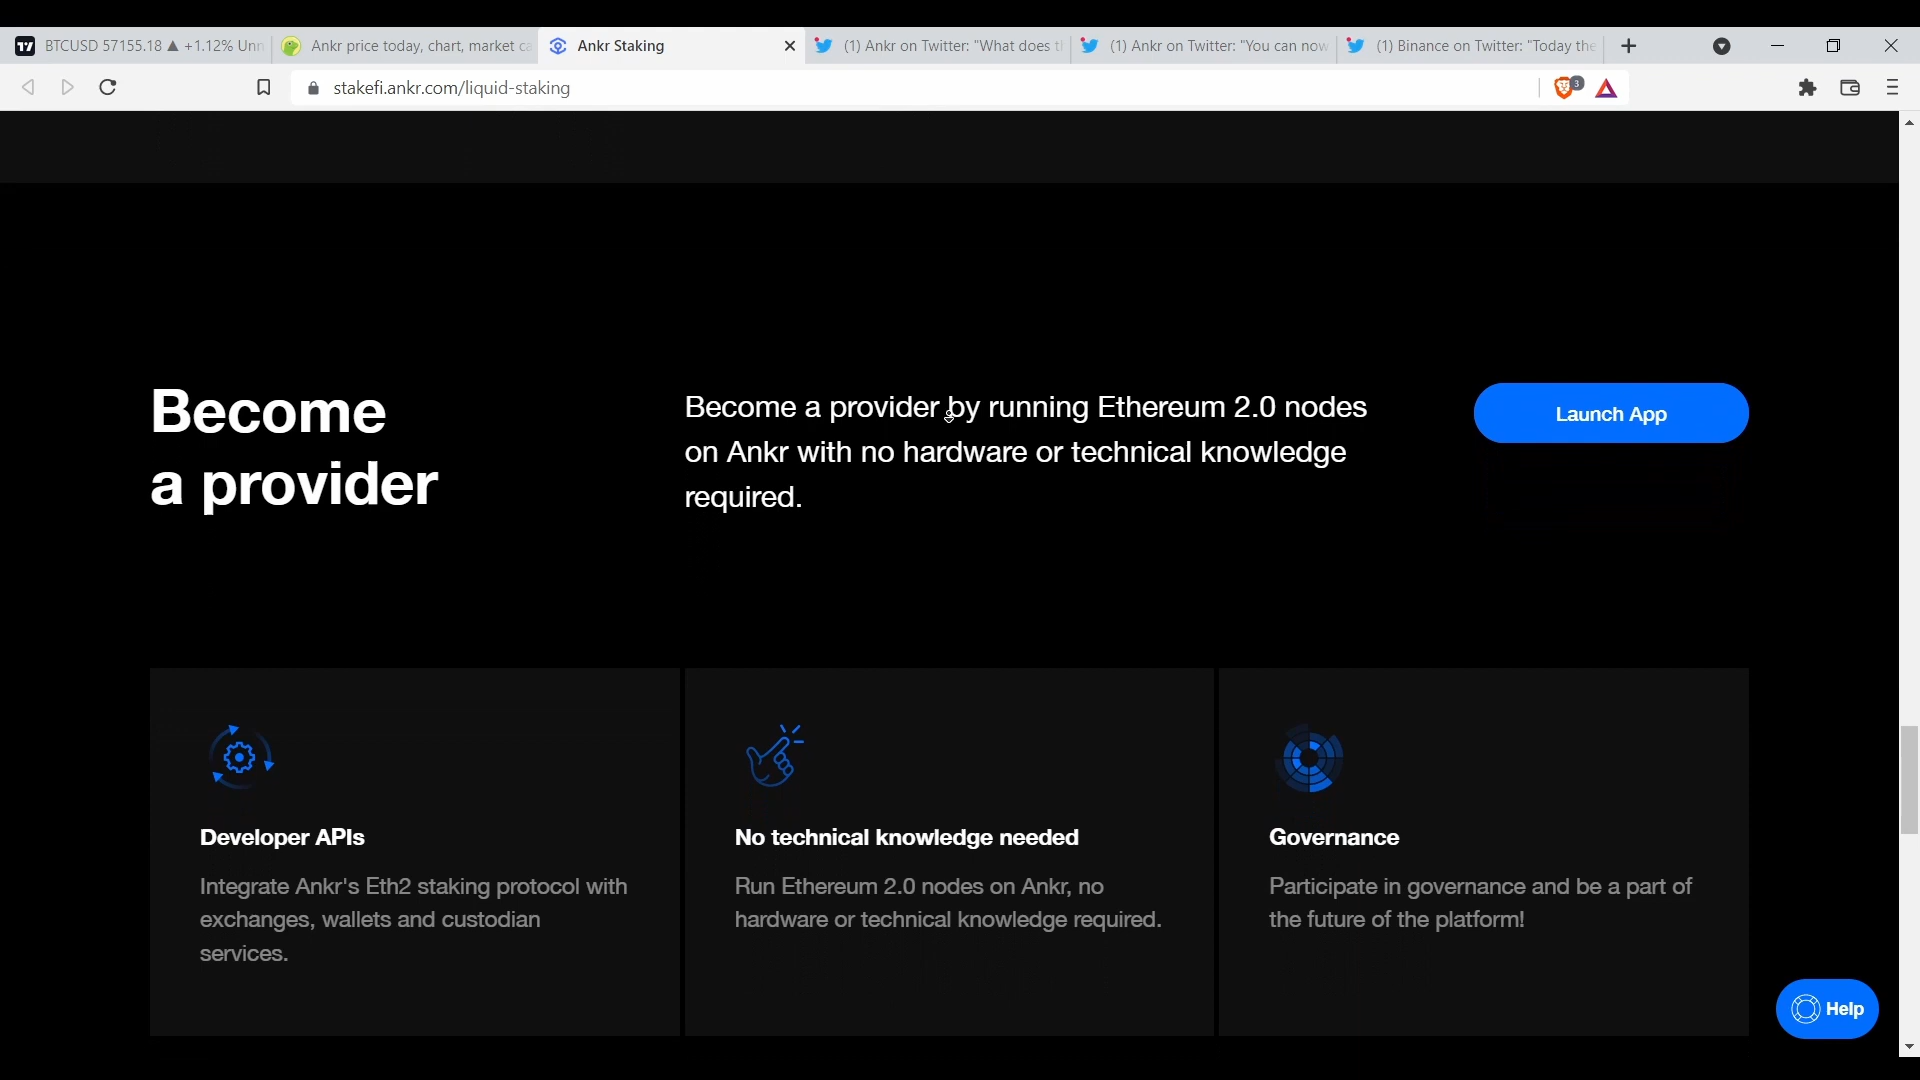 BTCUSD 57155.18 ▲ +1.12% Unn
Ankr price today, chart, market ca
Ankr Staking
(1) Ankr on Twitter: "What does t
(1) Ankr on Twitter: "You can now
(1) Binance on Twitter: "Today the
stakefi.ankr.com/liquid-staking
3
Become
a provider
Become a provider by running Ethereum 2.0 nodes
on Ankr with no hardware or technical knowledge
required.
Launch App
Developer APIs
Integrate Ankr's Eth2 staking protocol with
exchanges, wallets and custodian
services.
No technical knowledge needed
Run Ethereum 2.0 nodes on Ankr, no
hardware or technical knowledge required.
Governance
Participate in governance and be a part of
the future of the platform!
Help